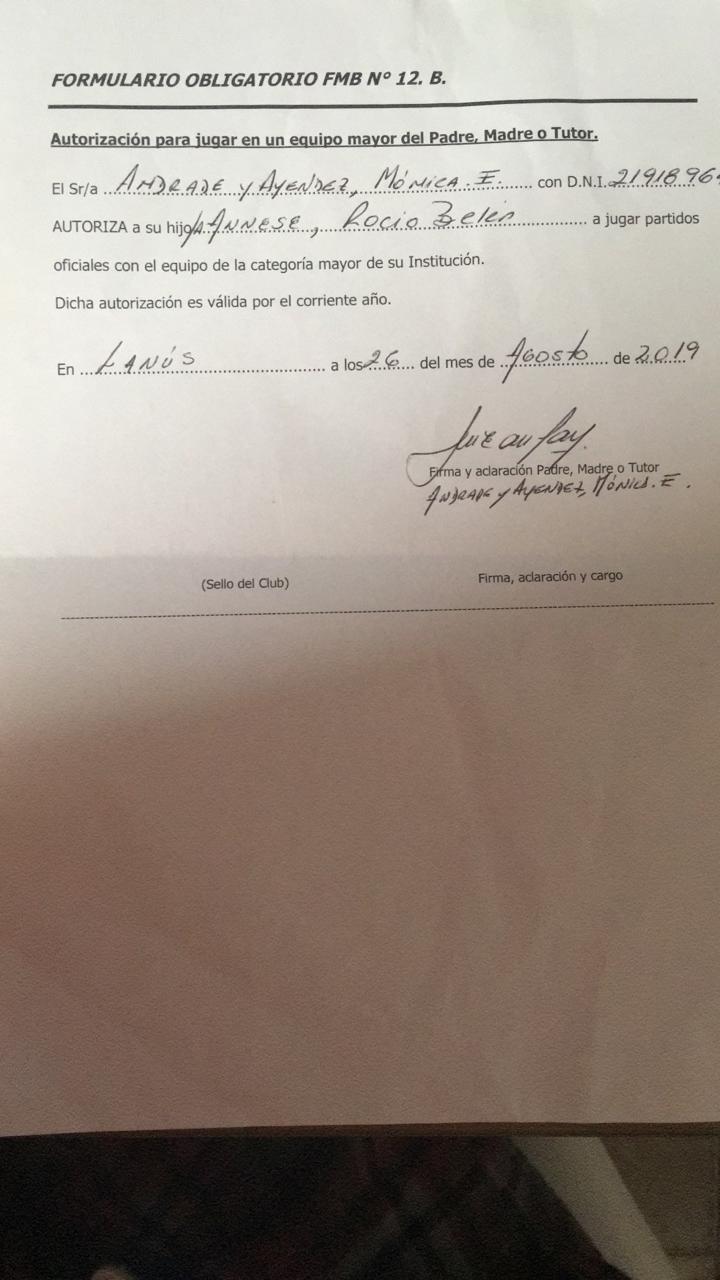 FORMULARIO OBLIGATORIO FMB Nº 12. B.
Autorización para jugar en un equipo mayor del Padre, Madre o Tutor.
El Sr/a ..ANDRADE y AYENDEZ, MÓNICA. E....... con D.N.I..2191896
AUTORIZA a su hijo/A.ANNESE, Rocio Belén............ a jugar partidos
oficiales con el equipo de la categoría mayor de su Institución.
Dicha autorización es válida por el corriente año.
En ...LANÚS............................ a los 26.... del mes de ..Agosto.... de 2019
Firma y aclaración Padre, Madre o Tutor
ANDRADE y AYENDEZ, MÓNICA. E.
(Sello del Club) Firma, aclaración y cargo